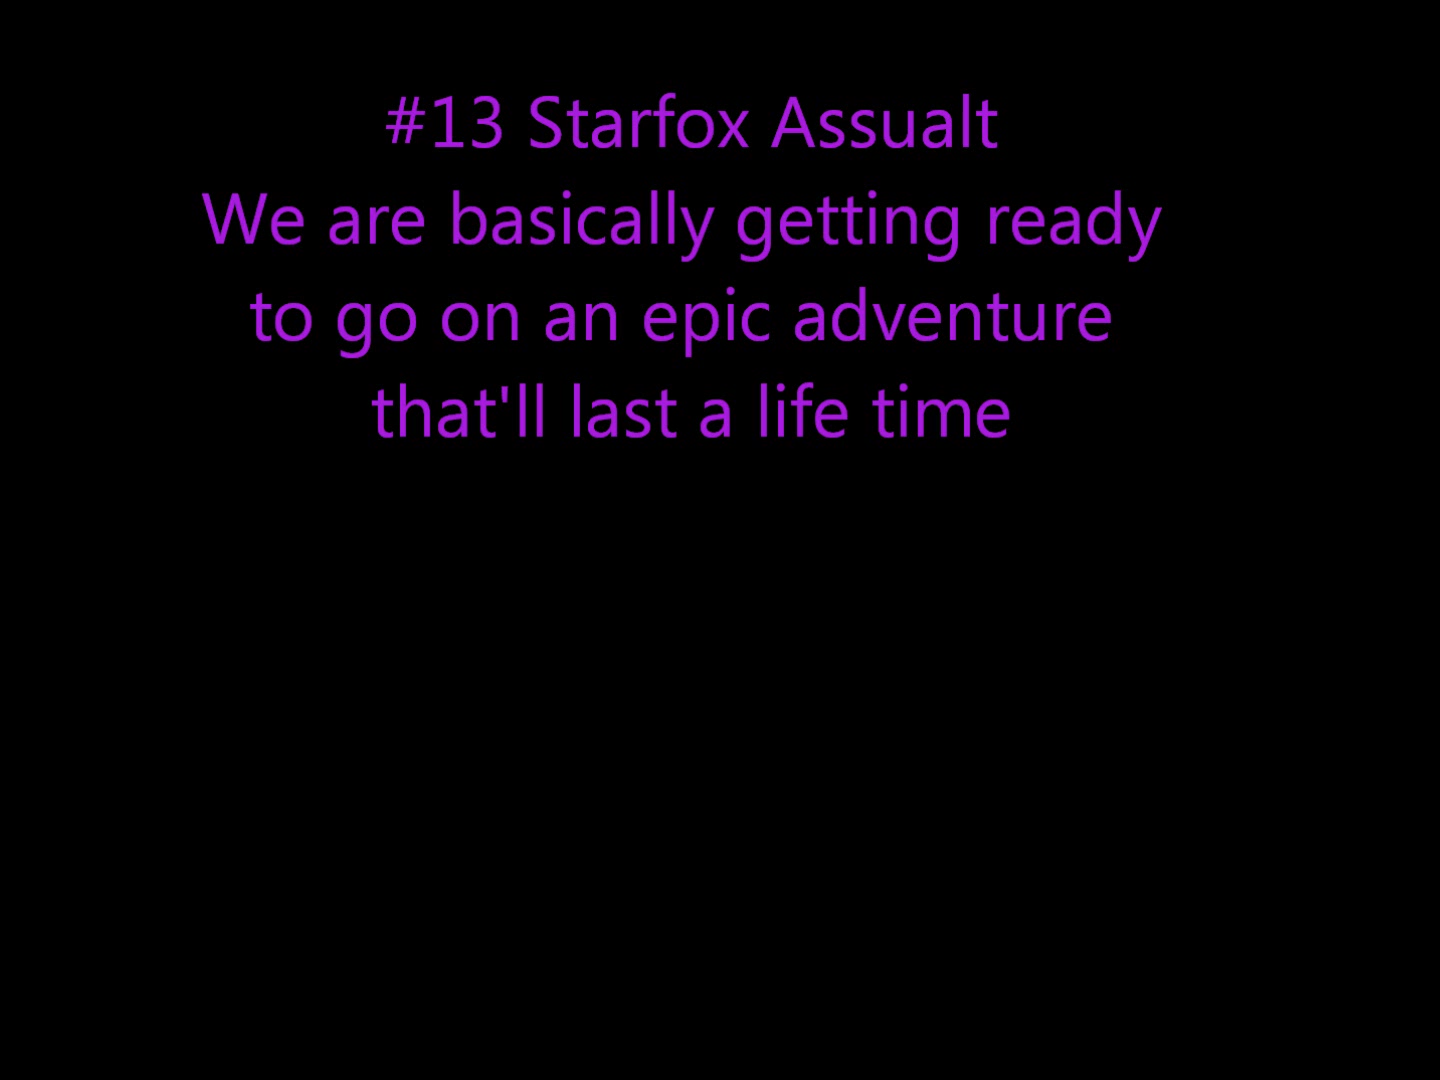 #13 Starfox Assualt
We are basically getting ready
to go on an epic adventure
that'll last a life time